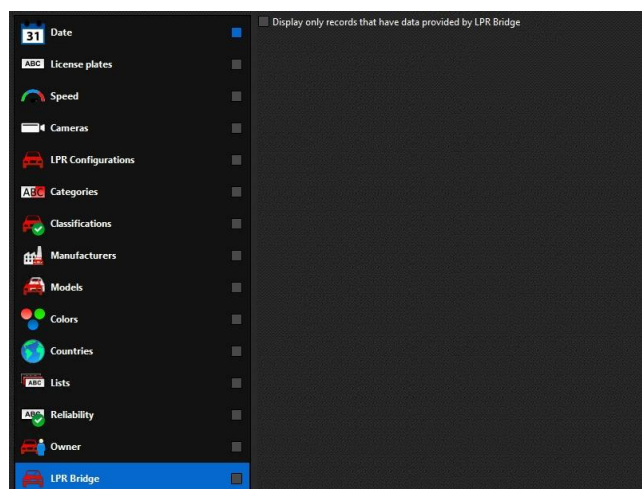 31 Date
ABC License plates
Speed
Cameras
LPR Configurations
ABC Categories
Classifications
Manufacturers
Models
Colors
Countries
ABC Lists
ABC Reliability
Owner
LPR Bridge
Display only records that have data provided by LPR Bridge